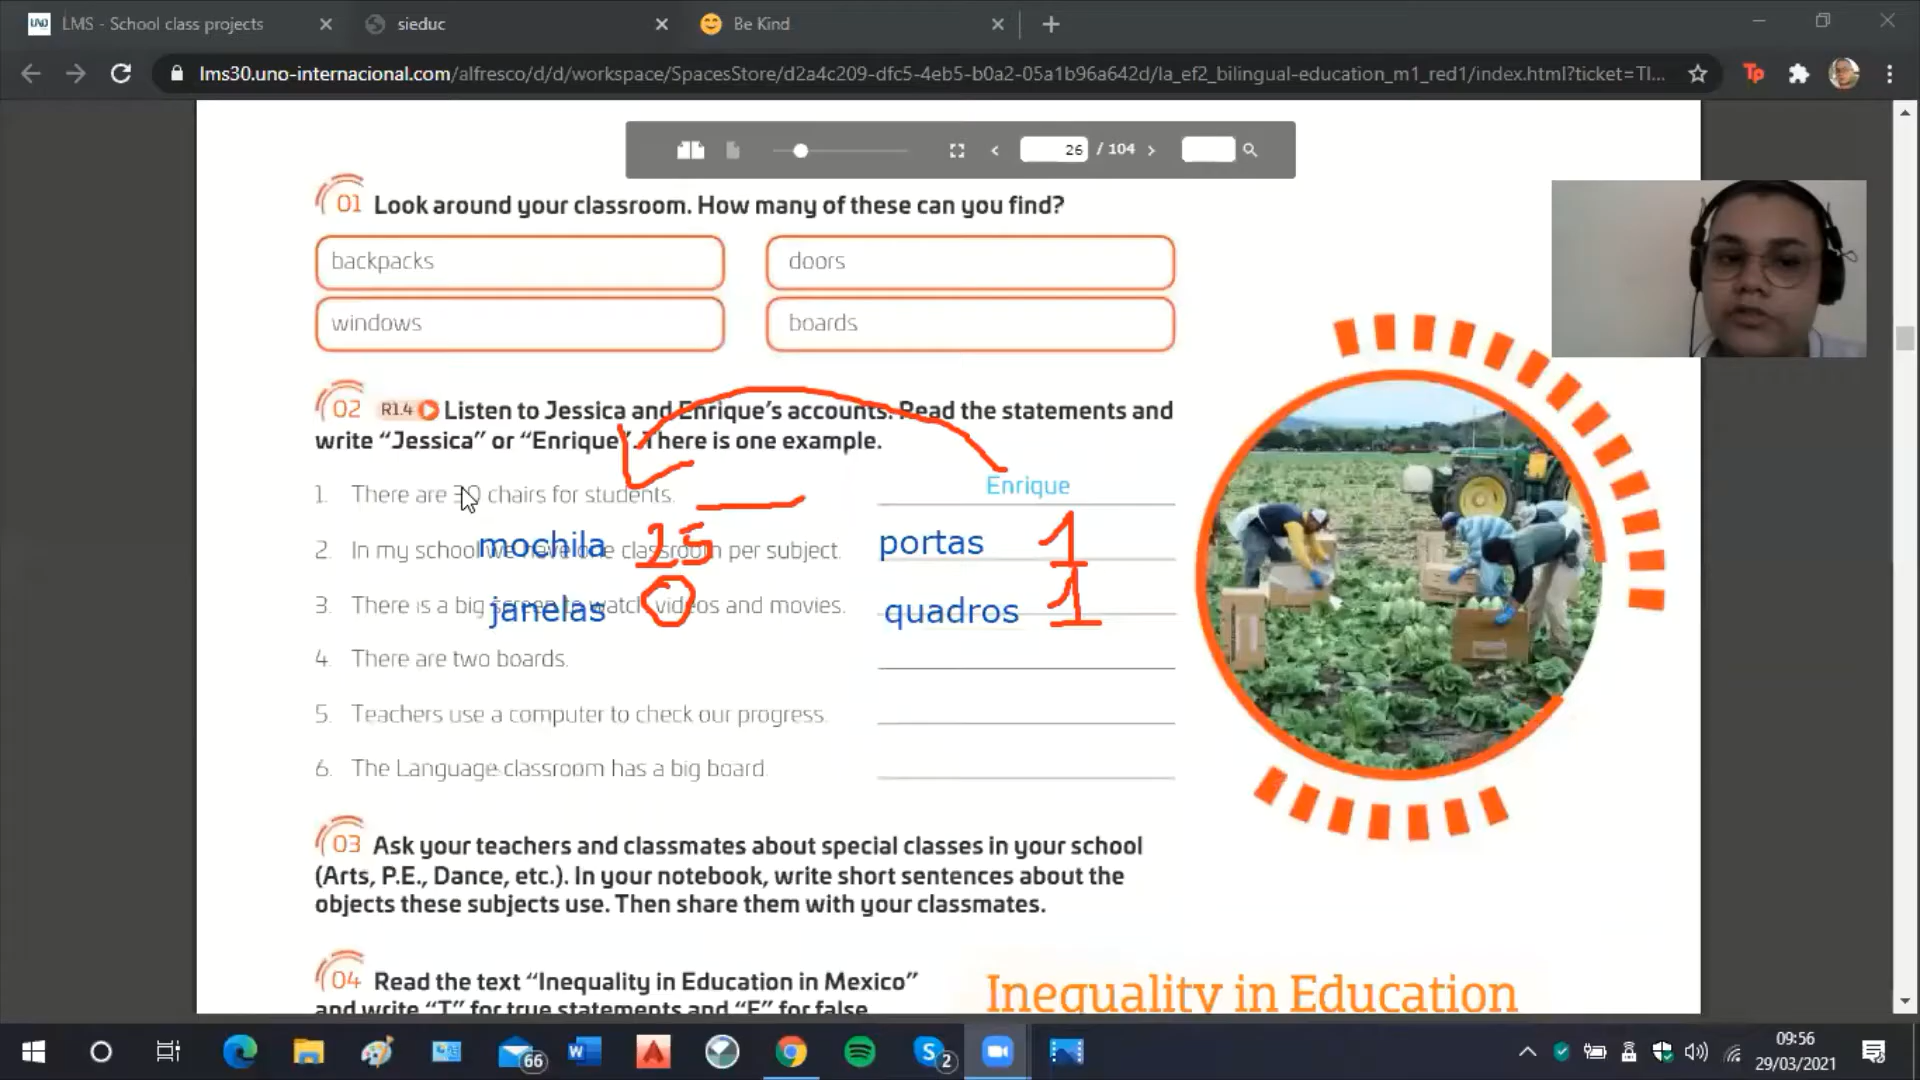 LMS - School class projects
sieduc
Be Kind
lms30.uno-internacional.com/alfresco/d/d/workspace/SpacesStore/d2a4c209-dfc5-4eb5-b0a2-05a1b96a642d/la_ef2_bilingual-education_m1_red1/index.html?ticket=TI...
26 / 104
01 Look around your classroom. How many of these can you find?
backpacks
doors
windows
boards
02 R1.4 Listen to Jessica and Enrique's accounts. Read the statements and
write "Jessica" or "Enrique". There is one example.
1. There are 30 chairs for students.
Enrique
2. In my school we have one classroom per subject.
mochila 25
portas 1
3. There is a big screen to watch videos and movies.
janelas 0
quadros 1
4. There are two boards.
5. Teachers use a computer to check our progress.
6. The Language classroom has a big board.
03 Ask your teachers and classmates about special classes in your school
(Arts, P.E., Dance, etc.). In your notebook, write short sentences about the
objects these subjects use. Then share them with your classmates.
04 Read the text "Inequality in Education in Mexico"
and write "T" for true statements and "F" for false
Inequality in Education
66
2
09:56
29/03/2021